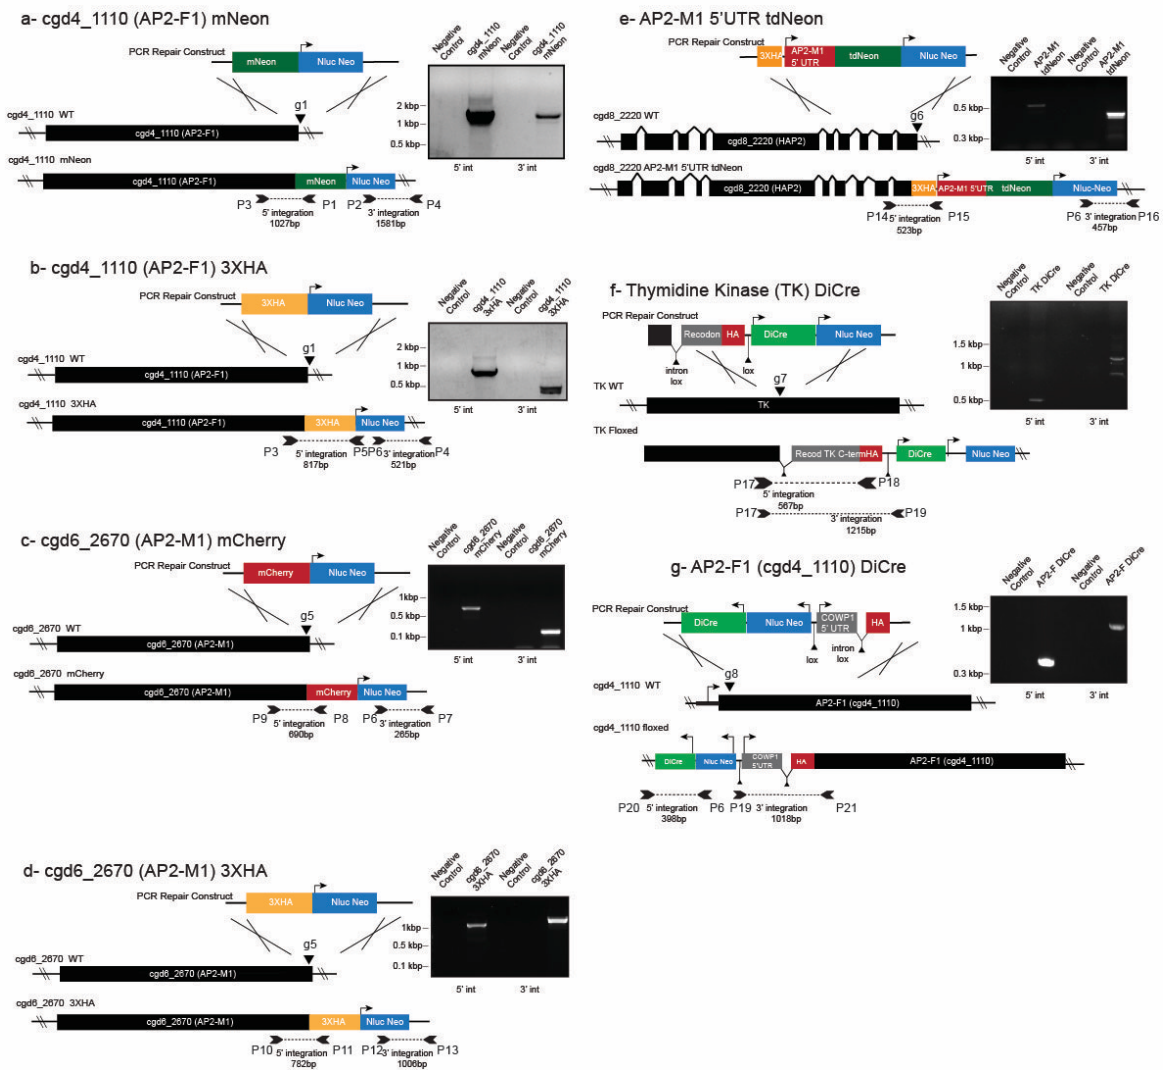 a- cgd4_1110 (AP2-F1) mNeon
PCR Repair Construct
mNeon
Nluc Neo
g1
cgd4_1110 WT
cgd4_1110 (AP2-F1)
cgd4_1110 mNeon
cgd4_1110 (AP2-F1)
mNeon
Nluc Neo
P3
5' integration
1027bp
P1
P2
3' integration
1581bp
P4
Negative
Control
cgd4_1110
mNeon
Negative
Control
cgd4_1110
mNeon
2 kbp
1 kbp
0.5 kbp
5' int
3' int
b- cgd4_1110 (AP2-F1) 3XHA
PCR Repair Construct
3XHA
Nluc Neo
g1
cgd4_1110 WT
cgd4_1110 (AP2-F1)
cgd4_1110 3XHA
cgd4_1110 (AP2-F1)
3XHA
Nluc Neo
P3
5' integration
817bp
P5
P6
3' integration
521bp
P4
Negative
Control
cgd4_1110
3xHA
Negative
Control
cgd4_1110
3XHA
2 kbp
1 kbp
0.5 kbp
5' int
3' int
c- cgd6_2670 (AP2-M1) mCherry
PCR Repair Construct
mCherry
Nluc Neo
g5
cgd6_2670 WT
cgd6_2670 (AP2-M1)
cgd6_2670 mCherry
cgd6_2670 (AP2-M1)
mCherry
Nluc Neo
P9
5' integration
690bp
P8
P6
3' integration
265bp
P7
Negative
Control
cgd6_2670
mCherry
Negative
Control
cgd6_2670
mCherry
1kbp
0.5 kbp
0.1 kbp
5' int
3' int
d- cgd6_2670 (AP2-M1) 3XHA
PCR Repair Construct
3XHA
Nluc Neo
g5
cgd6_2670 WT
cgd6_2670 (AP2-M1)
cgd6_2670 3XHA
cgd6_2670 (AP2-M1)
3XHA
Nluc Neo
P10
5' integration
782bp
P11
P12
3' integration
1006bp
P13
Negative
Control
cgd6_2670
3XHA
Negative
Control
cgd6_2670
3XHA
1kbp
0.5 kbp
0.1 kbp
5' int
3' int
e- AP2-M1 5'UTR tdNeon
PCR Repair Construct
3XHA
AP2-M1
5' UTR
tdNeon
Nluc Neo
g6
cgd8_2220 WT
cgd8_2220 (HAP2)
cgd8_2220 AP2-M1 5'UTR tdNeon
cgd8_2220 (HAP2)
3XHA
AP2-M1 5'UTR
tdNeon
Nluc-Neo
P14
5' integration
523bp
P15
P6
3' integration
457bp
P16
Negative
Control
AP2-M1
tdNeon
Negative
Control
AP2-M1
tdNeon
0.5 kbp
0.3 kbp
5' int
3' int
f- Thymidine Kinase (TK) DiCre
PCR Repair Construct
Recodon
HA
DiCre
Nluc Neo
intron
lox
lox
g7
TK WT
TK
TK Floxed
Recod TK C-term
HA
DiCre
Nluc Neo
P17
5' integration
567bp
P18
P17
3' integration
1215bp
P19
Negative
Control
TK DiCre
Negative
Control
TK DiCre
1.5 kbp
1 kbp
0.5 kbp
5' int
3' int
g- AP2-F1 (cgd4_1110) DiCre
PCR Repair Construct
DiCre
Nluc Neo
COWP1
5' UTR
HA
lox
intron
lox
g8
cgd4_1110 WT
AP2-F1 (cgd4_1110)
cgd4_1110 floxed
DiCre
Nluc Neo
COWP1
5'UTR
HA
AP2-F1 (cgd4_1110)
P20
5' integration
398bp
P6
P19
3' integration
1018bp
P21
Negative
Control
AP2-F DiCre
Negative
Control
AP2-F DiCre
1.5 kbp
1 kbp
0.3 kbp
5' int
3' int